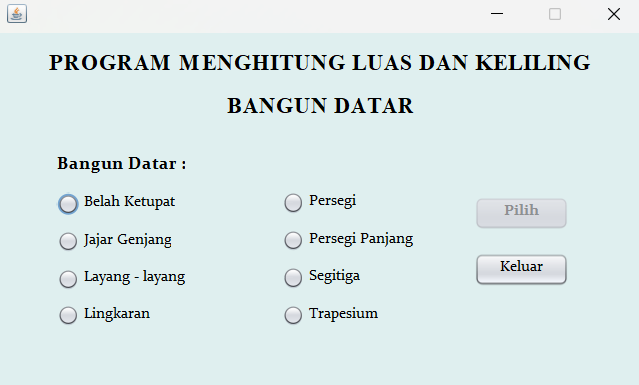 PROGRAM MENGHITUNG LUAS DAN KELILING
BANGUN DATAR
Bangun Datar :
Belah Ketupat
Jajar Genjang
Layang - layang
Lingkaran
Persegi
Persegi Panjang
Segitiga
Trapesium
Pilih
Keluar